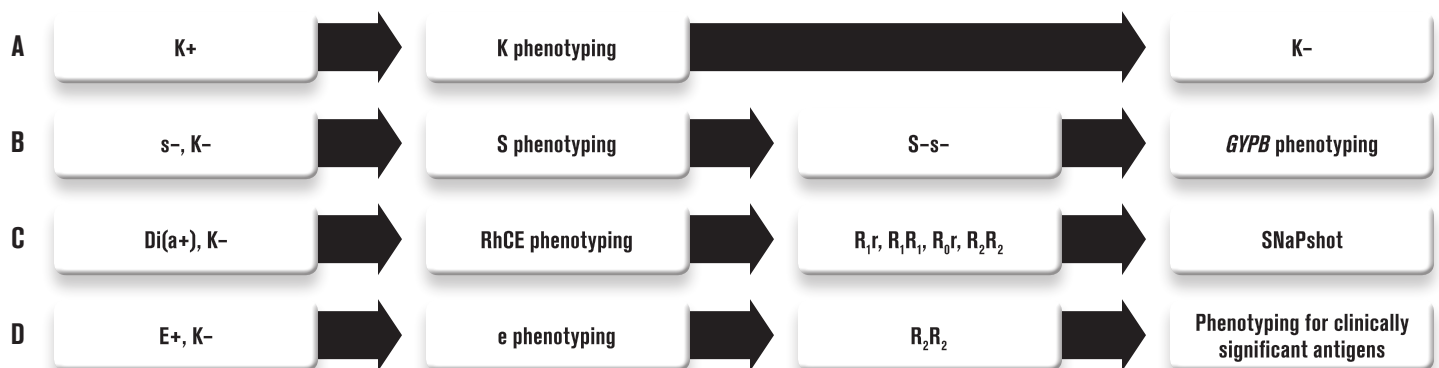 A K+ K phenotyping K–
B s–, K– S phenotyping S–s– GYPB phenotyping
C Di(a+), K– RhCE phenotyping R₁r, R₁R₁, R₀r, R₂R₂ SNaPshot
D E+, K– e phenotyping R₂R₂ Phenotyping for clinically
significant antigens